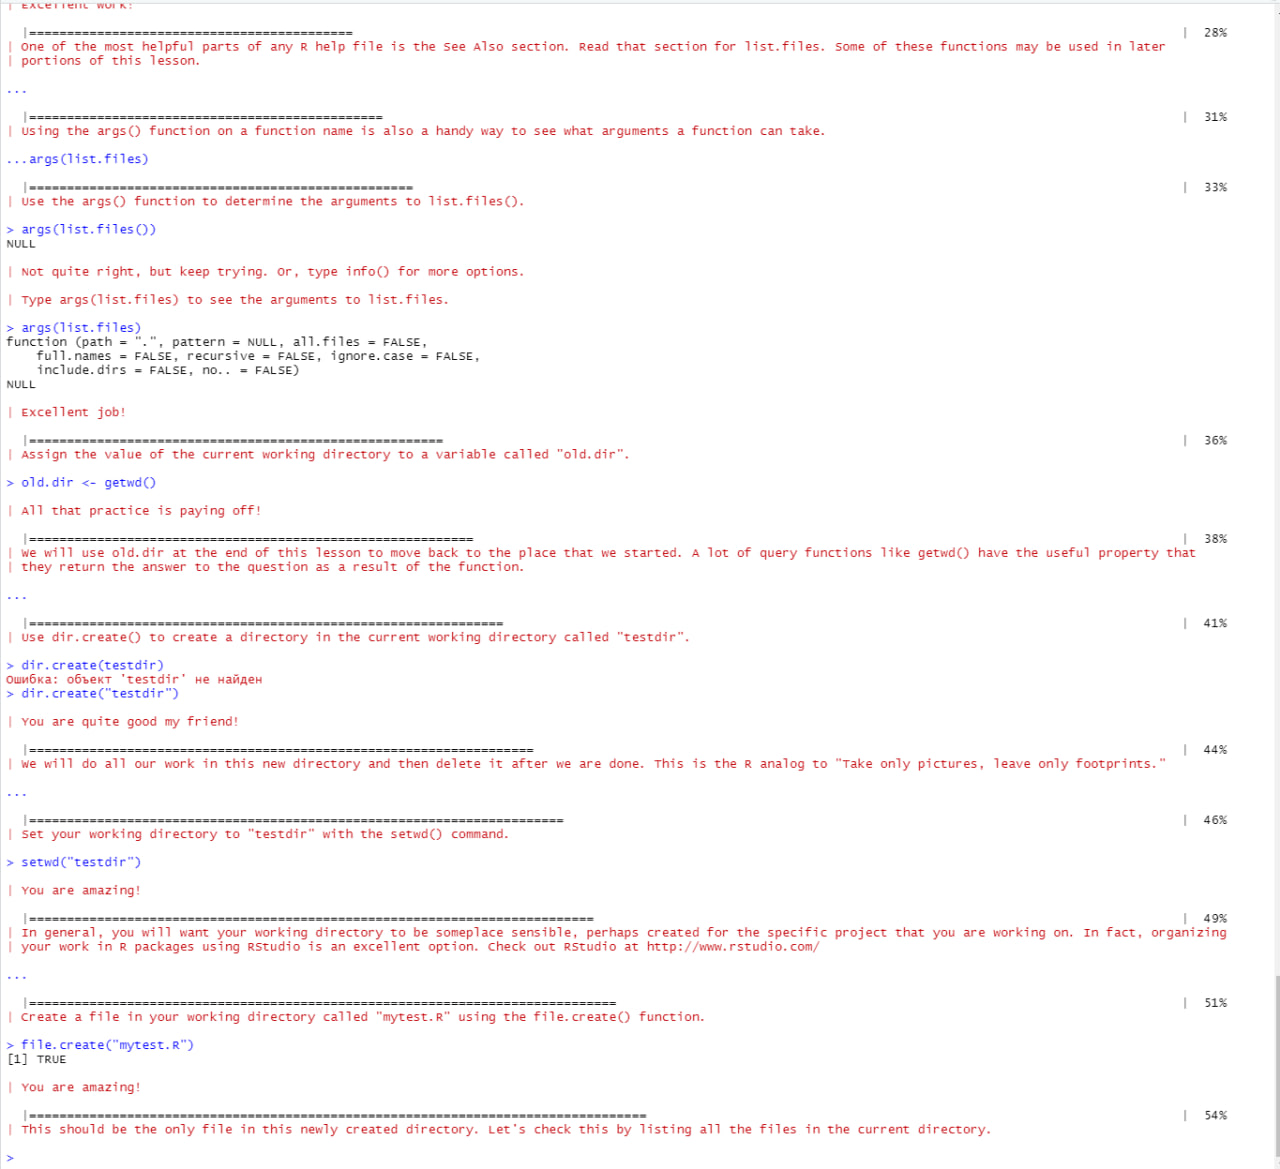 | Excellent work!
|=========================================== | 28%
| One of the most helpful parts of any R help file is the See Also section. Read that section for list.files. Some of these functions may be used in later
| portions of this lesson.
...
|=============================================== | 31%
| Using the args() function on a function name is also a handy way to see what arguments a function can take.
...args(list.files)
|=================================================== | 33%
| Use the args() function to determine the arguments to list.files().
> args(list.files())
NULL
| Not quite right, but keep trying. Or, type info() for more options.
| Type args(list.files) to see the arguments to list.files.
> args(list.files)
function (path = ".", pattern = NULL, all.files = FALSE,
full.names = FALSE, recursive = FALSE, ignore.case = FALSE,
include.dirs = FALSE, no.. = FALSE)
NULL
| Excellent job!
|======================================================= | 36%
| Assign the value of the current working directory to a variable called "old.dir".
> old.dir <- getwd()
| All that practice is paying off!
|=========================================================== | 38%
| We will use old.dir at the end of this lesson to move back to the place that we started. A lot of query functions like getwd() have the useful property that
| they return the answer to the question as a result of the function.
...
|=============================================================== | 41%
| Use dir.create() to create a directory in the current working directory called "testdir".
> dir.create(testdir)
Ошибка: объект 'testdir' не найден
> dir.create("testdir")
| You are quite good my friend!
|=================================================================== | 44%
| We will do all our work in this new directory and then delete it after we are done. This is the R analog to "Take only pictures, leave only footprints."
...
|======================================================================= | 46%
| Set your working directory to "testdir" with the setwd() command.
> setwd("testdir")
| You are amazing!
|=========================================================================== | 49%
| In general, you will want your working directory to be someplace sensible, perhaps created for the specific project that you are working on. In fact, organizing
| your work in R packages using RStudio is an excellent option. Check out RStudio at http://www.rstudio.com/
...
|============================================================================== | 51%
| Create a file in your working directory called "mytest.R" using the file.create() function.
> file.create("mytest.R")
[1] TRUE
| You are amazing!
|================================================================================== | 54%
| This should be the only file in this newly created directory. Let's check this by listing all the files in the current directory.
>